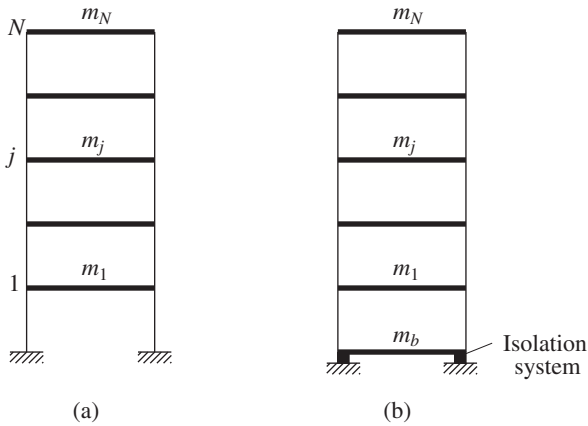 N
m_N
m_N
j
m_j
m_j
1
m_1
m_1
m_b
Isolation
system
(a)
(b)